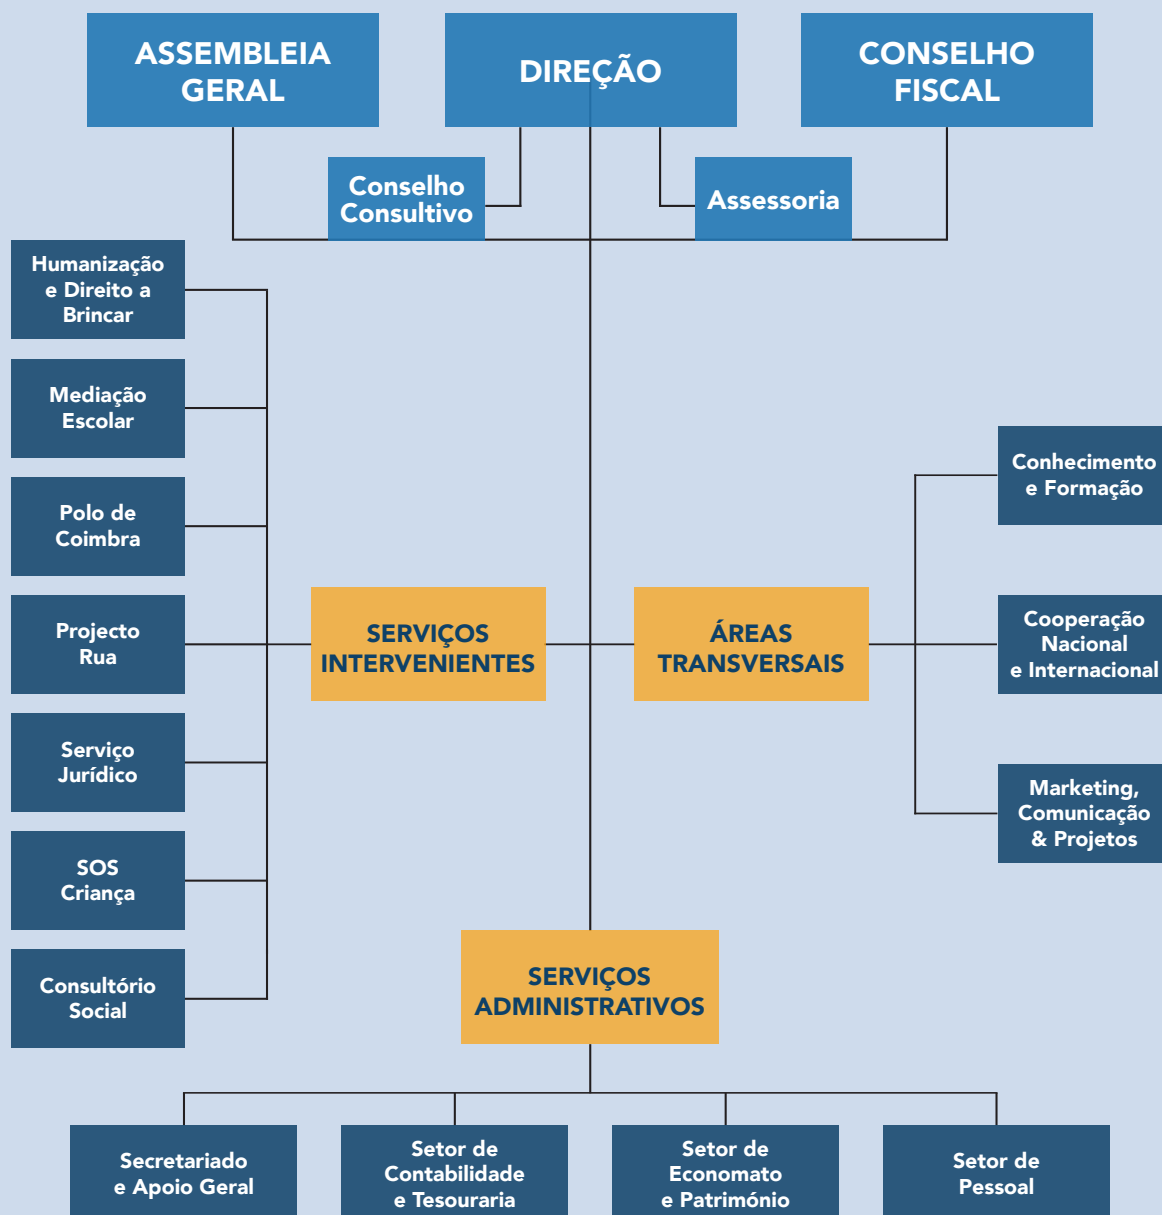 ASSEMBLEIA
GERAL
DIREÇÃO
CONSELHO
FISCAL
Conselho
Consultivo
Assessoria
Humanização
e Direito a
Brincar
Mediação
Escolar
Polo de
Coimbra
Projecto
Rua
Serviço
Jurídico
SOS
Criança
Consultório
Social
SERVIÇOS
INTERVENIENTES
ÁREAS
TRANSVERSAIS
Conhecimento
e Formação
Cooperação
Nacional
e Internacional
Marketing,
Comunicação
& Projetos
SERVIÇOS
ADMINISTRATIVOS
Secretariado
e Apoio Geral
Setor de
Contabilidade
e Tesouraria
Setor de
Economato
e Património
Setor de
Pessoal